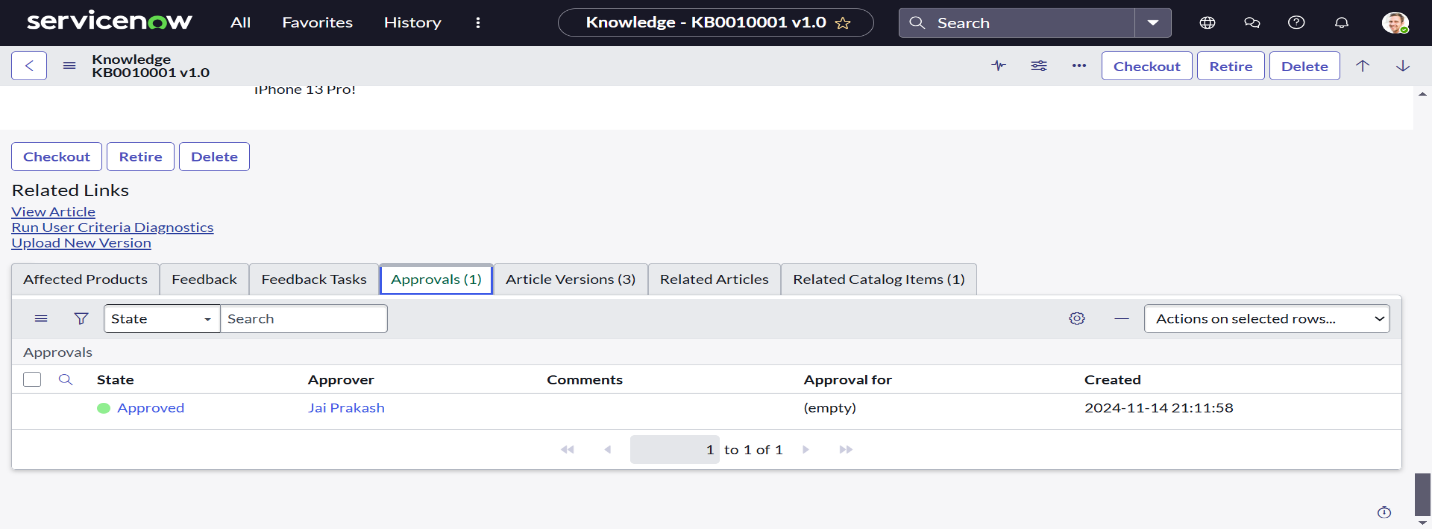 servicenow All Favorites History Knowledge - KB0010001 v1.0 Search
Knowledge
KB0010001 v1.0
Checkout Retire Delete
iPhone 13 Pro!
Checkout Retire Delete
Related Links
View Article
Run User Criteria Diagnostics
Upload New Version
Affected Products Feedback Feedback Tasks Approvals (1) Article Versions (3) Related Articles Related Catalog Items (1)
State Search Actions on selected rows...
Approvals
State Approver Comments Approval for Created
Approved Jai Prakash (empty) 2024-11-14 21:11:58
1 to 1 of 1